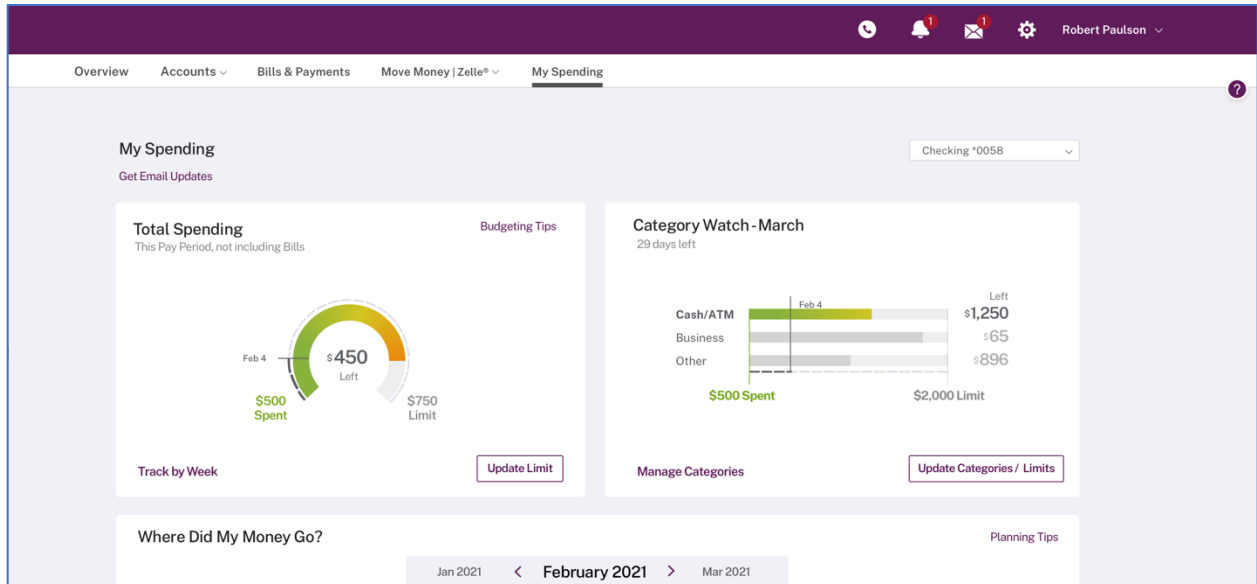 1
1
Robert Paulson
Overview
Accounts
Bills & Payments
Move Money | Zelle®
My Spending
?
My Spending
Checking *0058
Get Email Updates
Total Spending
Budgeting Tips
This Pay Period, not including Bills
Feb 4
$450
Left
$500
Spent
$750
Limit
Track by Week
Update Limit
Category Watch - March
29 days left
Feb 4
Left
Cash/ATM
$1,250
Business
$65
Other
$896
$500 Spent
$2,000 Limit
Manage Categories
Update Categories / Limits
Where Did My Money Go?
Planning Tips
Jan 2021
February 2021
Mar 2021